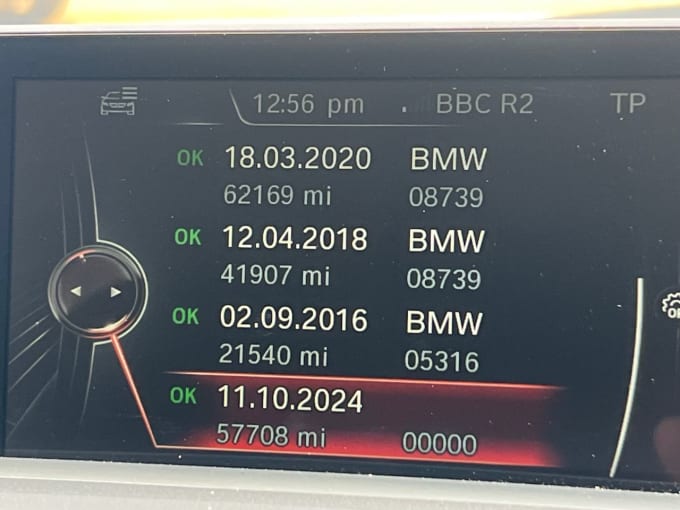 12:56 pm . BBC R2 TP
OK 18.03.2020 BMW
62169 mi 08739
OK 12.04.2018 BMW
41907 mi 08739
OK 02.09.2016 BMW
21540 mi 05316
OK 11.10.2024
57708 mi 00000